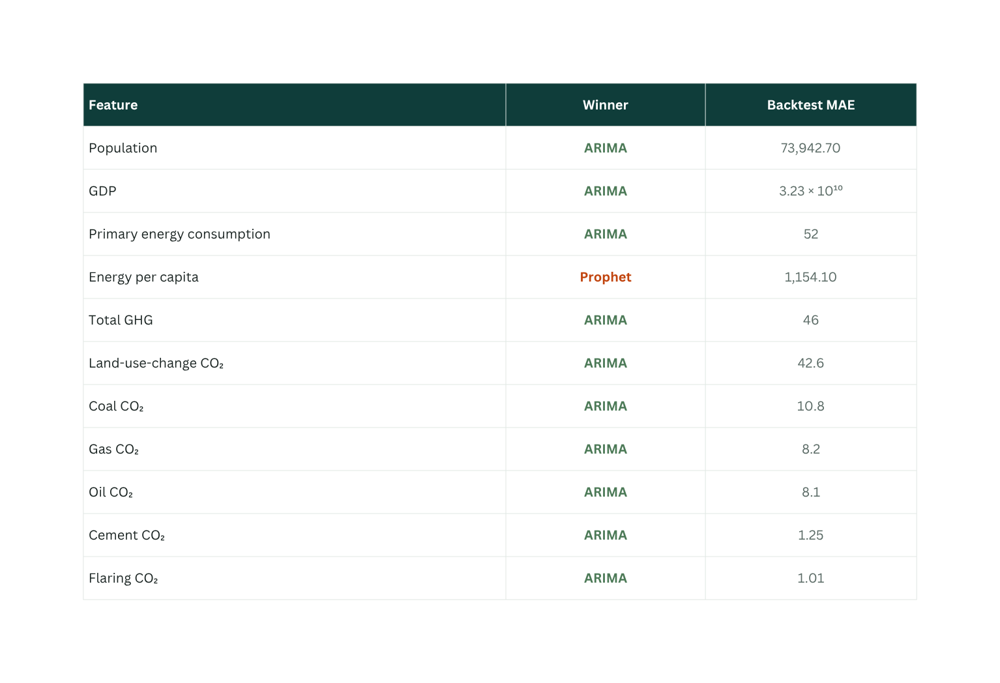 Feature Winner Backtest MAE
Population ARIMA 73,942.70
GDP ARIMA 3.23 × 10¹⁰
Primary energy consumption ARIMA 52
Energy per capita Prophet 1,154.10
Total GHG ARIMA 46
Land-use-change CO₂ ARIMA 42.6
Coal CO₂ ARIMA 10.8
Gas CO₂ ARIMA 8.2
Oil CO₂ ARIMA 8.1
Cement CO₂ ARIMA 1.25
Flaring CO₂ ARIMA 1.01